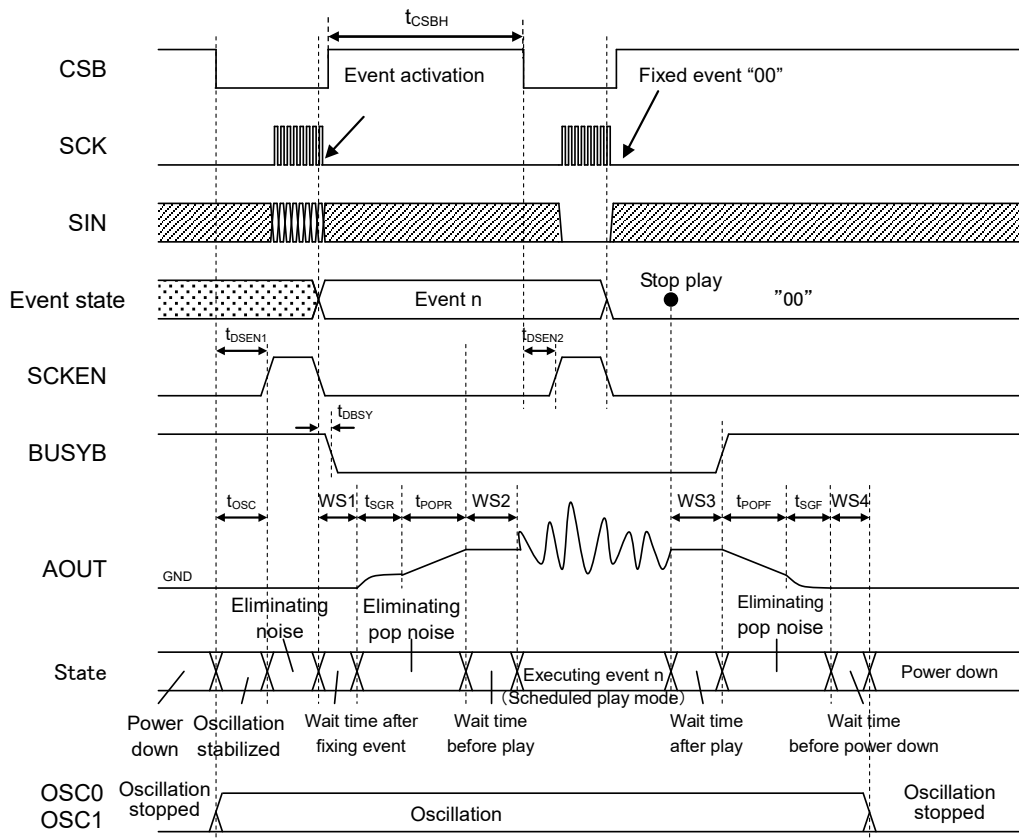 tCSBH
CSB
Event activation
Fixed event “00”
SCK
SIN
Event state
Event n
Stop play
”00”
tDSEN1
tDSEN2
SCKEN
tDBSY
BUSYB
tOSC
WS1
tSGR
tPOPR
WS2
WS3
tPOPF
tSGF
WS4
AOUT
GND
Eliminating
noise
Eliminating
pop noise
Eliminating
pop noise
State
Executing event n
(Scheduled play mode)
Power down
Power
down
Oscillation
stabilized
Wait time after
fixing event
Wait time
before play
Wait time
after play
Wait time
before power down
OSC0
OSC1
Oscillation
stopped
Oscillation
Oscillation
stopped